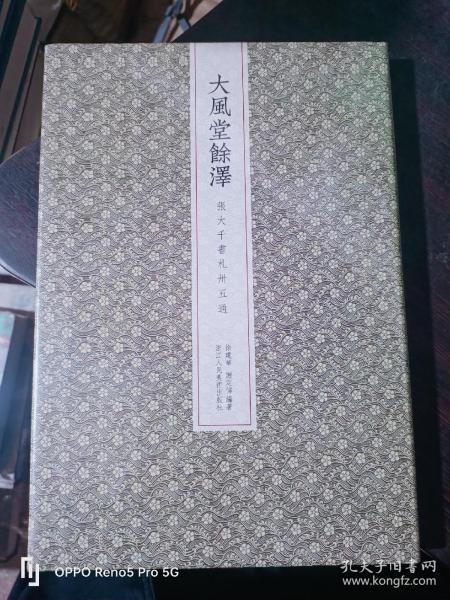 大風堂餘澤
張大千書札卅五通
徐建華 謝定偉 編著
浙江人民美術出版社
OPPO Reno5 Pro 5G
孔夫子旧书网
www.kongfz.com